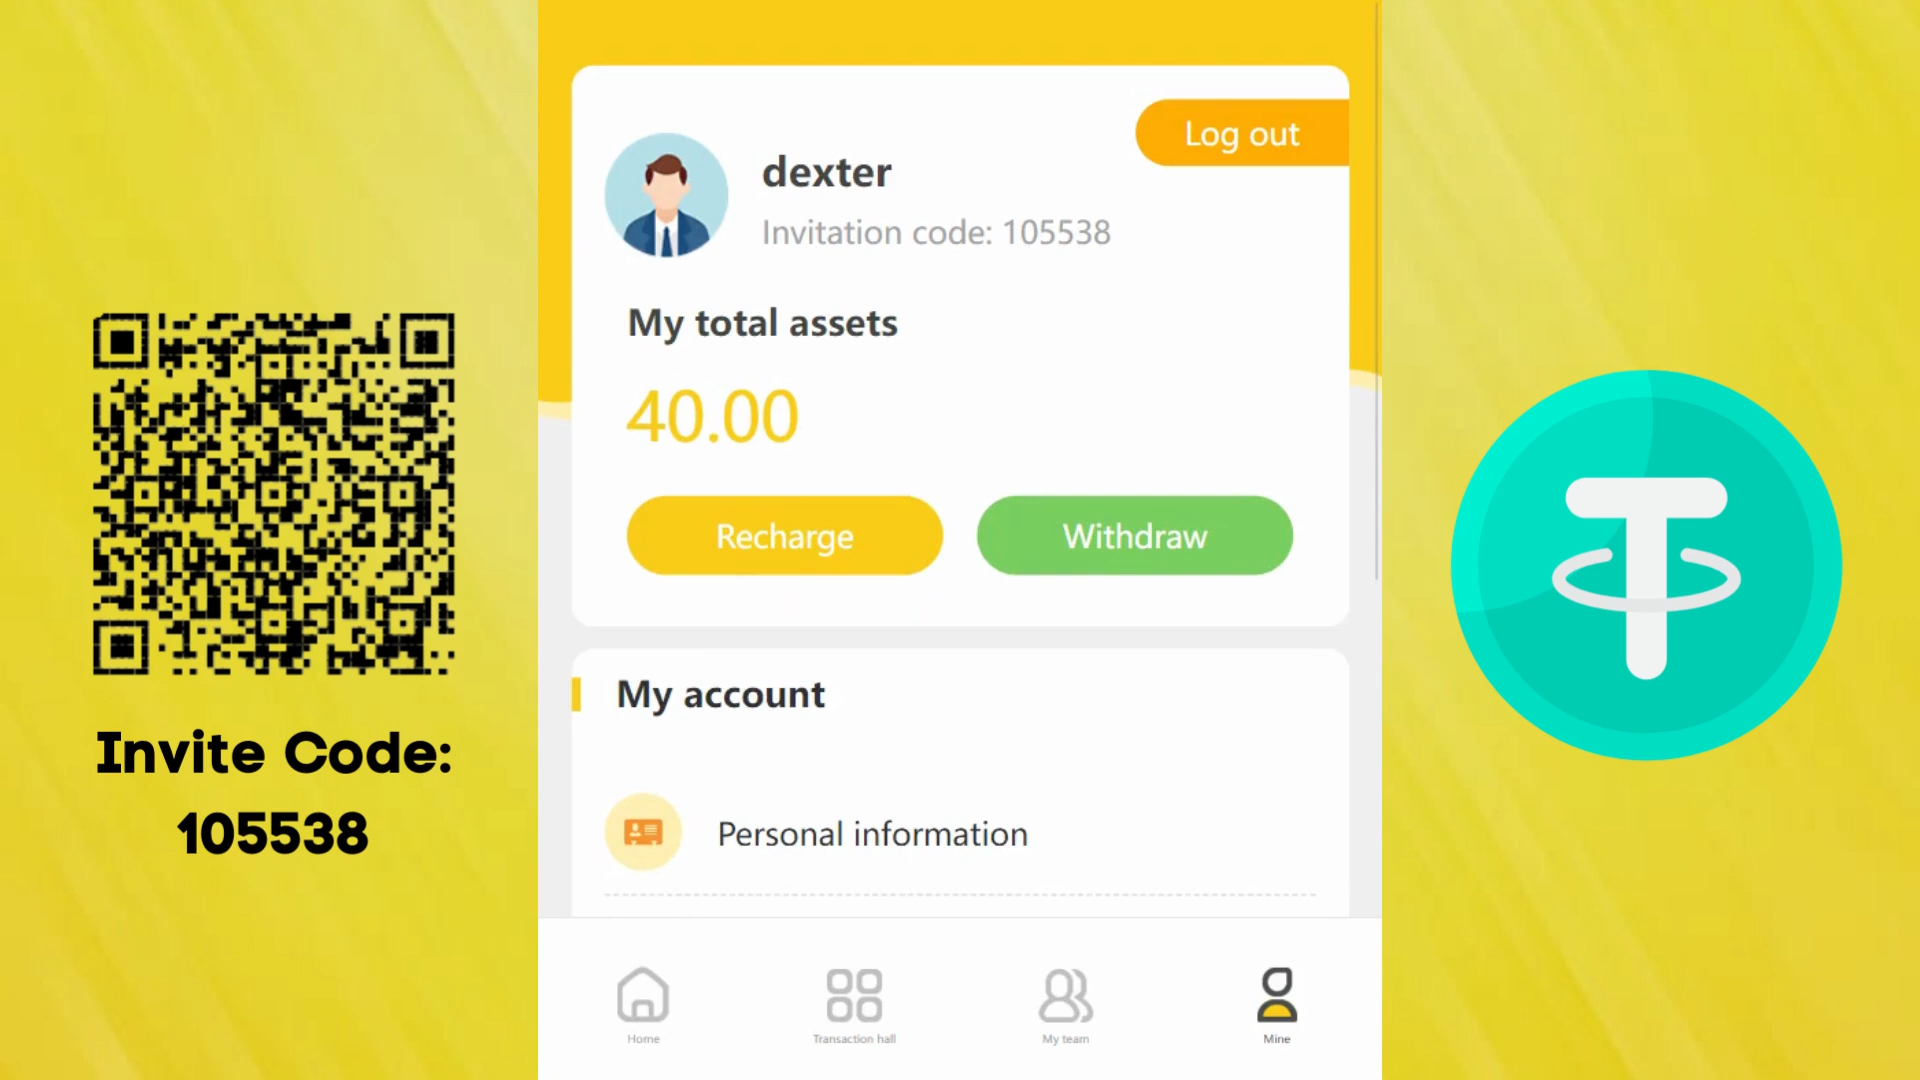 Invite Code:
105538
Log out
dexter
Invitation code: 105538
My total assets
40.00
Recharge
Withdraw
My account
Personal information
Home
Transaction hall
My team
Mine